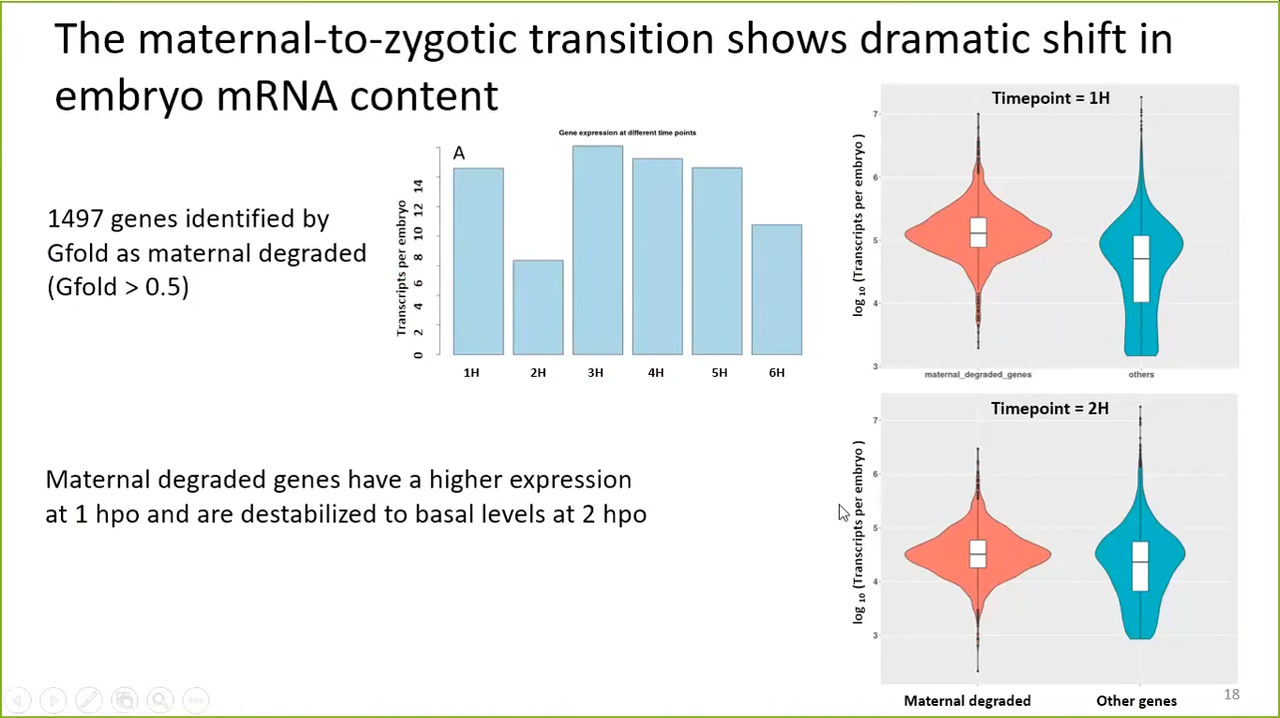 The maternal-to-zygotic transition shows dramatic shift in
embryo mRNA content
1497 genes identified by
Gfold as maternal degraded
(Gfold > 0.5)
Gene expression at different time points
A
Transcripts per embryo
14
12
10
8
6
4
2
0
1H 2H 3H 4H 5H 6H
Maternal degraded genes have a higher expression
at 1 hpo and are destabilized to basal levels at 2 hpo
Timepoint = 1H
log 10 (Transcripts per embryo )
7
6
5
4
3
maternal_degraded_genes others
Timepoint = 2H
log 10 (Transcripts per embryo )
7
6
5
4
3
Maternal degraded Other genes
18